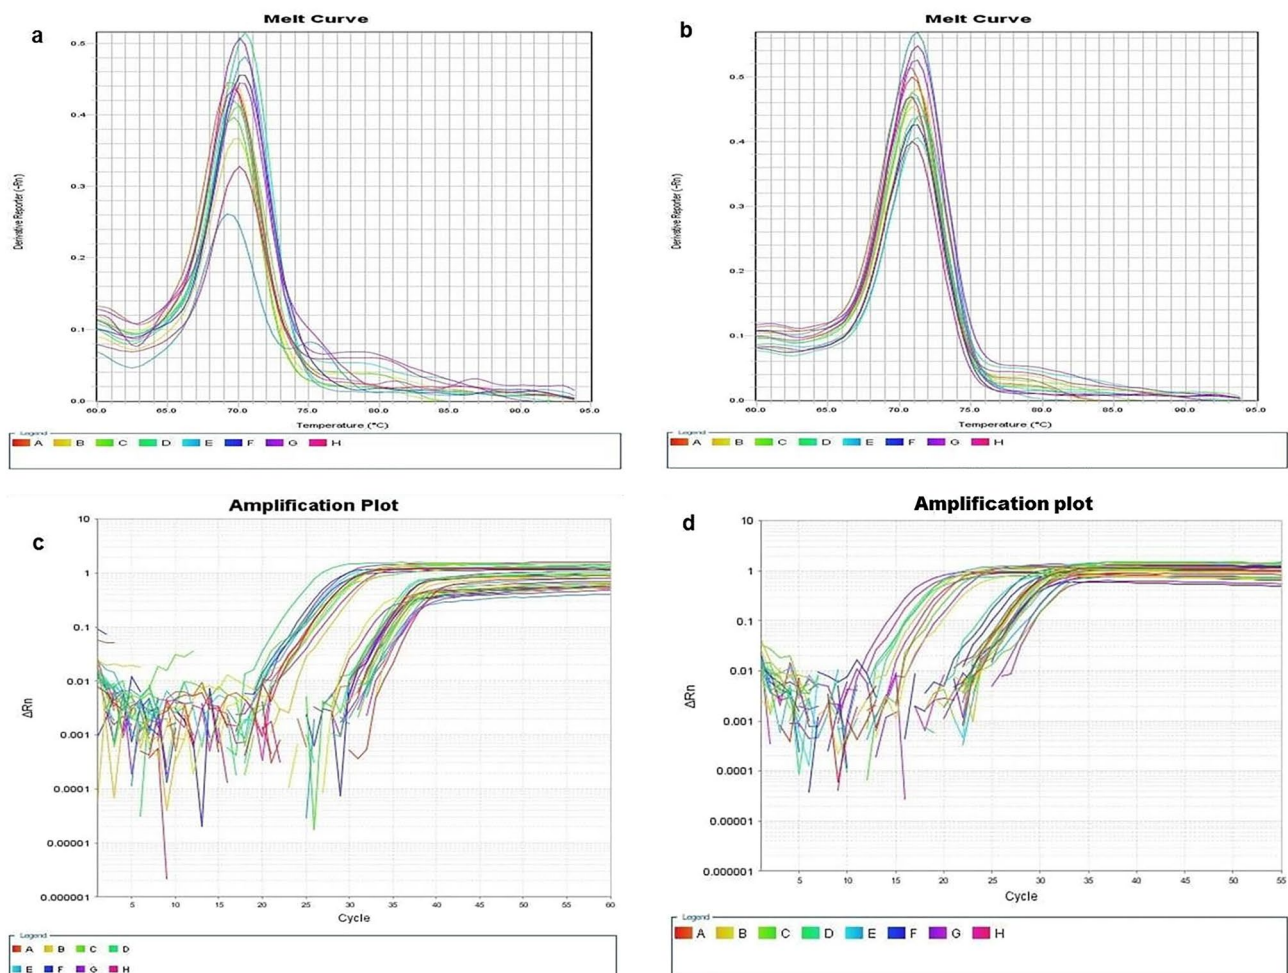 a
Melt Curve
0.5
0.4
0.3
0.2
0.1
0.0
Derivative Reporter (-Rn)
60.0 65.0 70.0 75.0 80.0 85.0 90.0 95.0
Temperature (°C)
Legend
A B C D E F G H
b
Melt Curve
0.5
0.4
0.3
0.2
0.1
0.0
Derivative Reporter (-Rn)
60.0 65.0 70.0 75.0 80.0 85.0 90.0 95.0
Temperature (°C)
Legend
A B C D E F G H
c
Amplification Plot
10
1
0.1
0.01
0.001
0.0001
0.00001
0.000001
ΔRn
5 10 15 20 25 30 35 40 45 50 55 60
Cycle
Legend
A B C D
E F G H
d
Amplification plot
10
1
0.1
0.01
0.001
0.0001
0.00001
0.000001
ΔRn
5 10 15 20 25 30 35 40 45 50 55
Cycle
Legend
A B C D E F G H